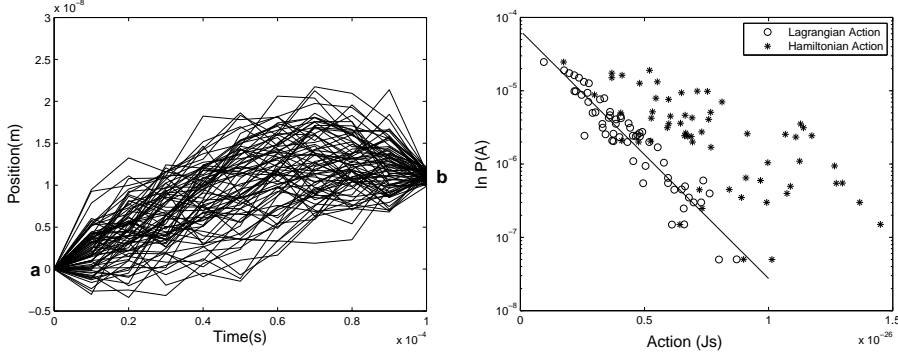 x 10⁻⁸
3
2.5
2
1.5
1
0.5
0
−0.5
Position(m)
a
b
0
0.2
0.4
0.6
0.8
1
Time(s)
x 10⁻⁴
10⁻⁴
10⁻⁵
10⁻⁶
10⁻⁷
10⁻⁸
ln P(A)
Lagrangian Action
Hamiltonian Action
0
0.5
1
1.5
Action (Js)
x 10⁻²⁶